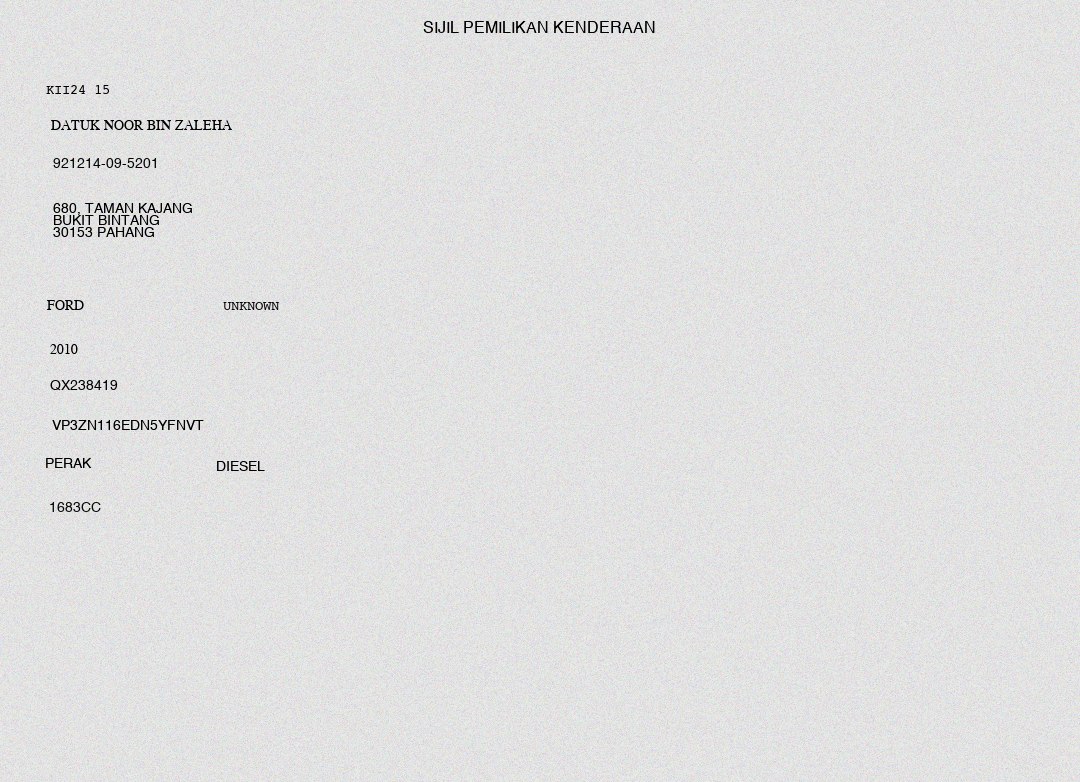 SIJIL PEMILIKAN KENDERAAN
KII24 15
DATUK NOOR BIN ZALEHA
921214-09-5201
680, TAMAN KAJANG
BUKIT BINTANG
30153 PAHANG
FORD UNKNOWN
2010
QX238419
VP3ZN116EDN5YFNVT
PERAK DIESEL
1683CC